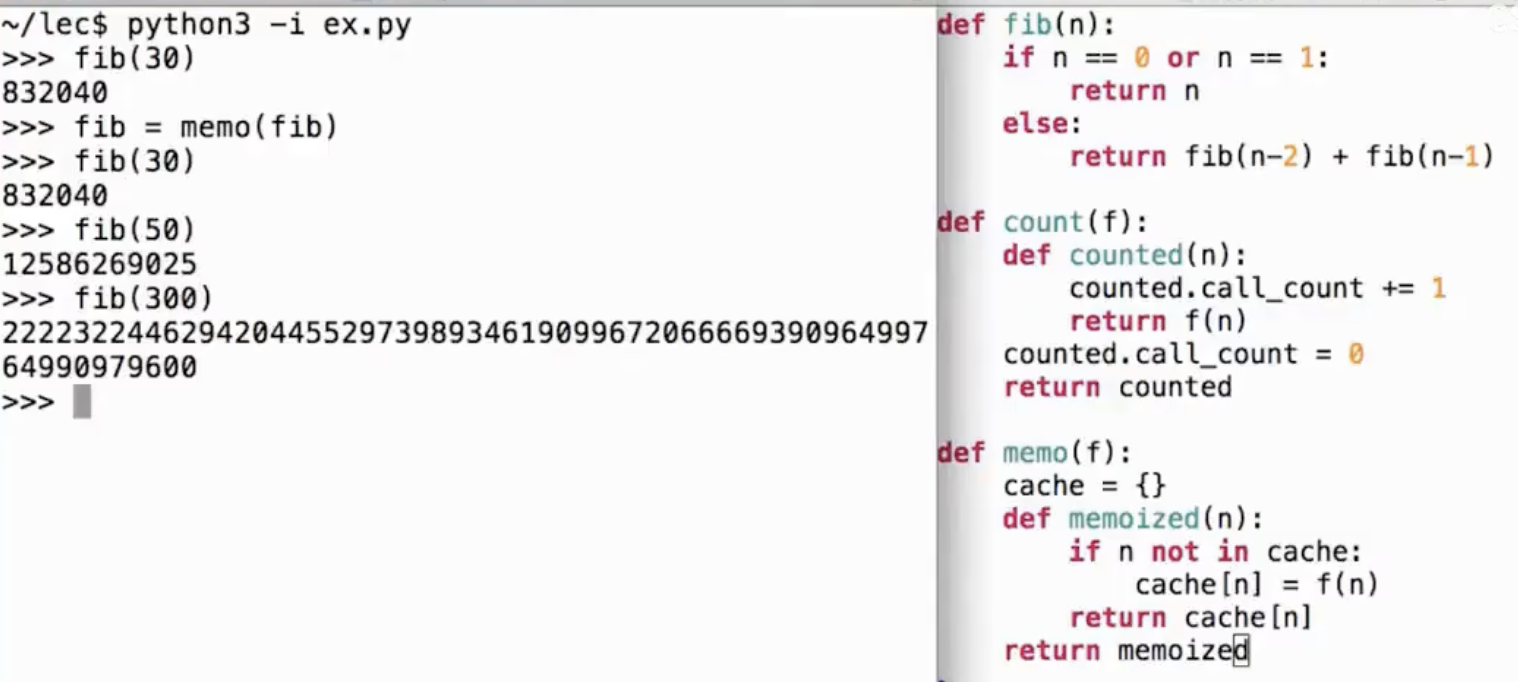 ~/lec$ python3 -i ex.py
>>> fib(30)
832040
>>> fib = memo(fib)
>>> fib(30)
832040
>>> fib(50)
12586269025
>>> fib(300)
222232244629420445529739893461909967206666939096499​7
64990979600
>>>
def fib(n):
    if n == 0 or n == 1:
        return n
    else:
        return fib(n-2) + fib(n-1)
def count(f):
    def counted(n):
        counted.call_count += 1
        return f(n)
    counted.call_count = 0
    return counted
def memo(f):
    cache = {}
    def memoized(n):
        if n not in cache:
            cache[n] = f(n)
        return cache[n]
    return memoized